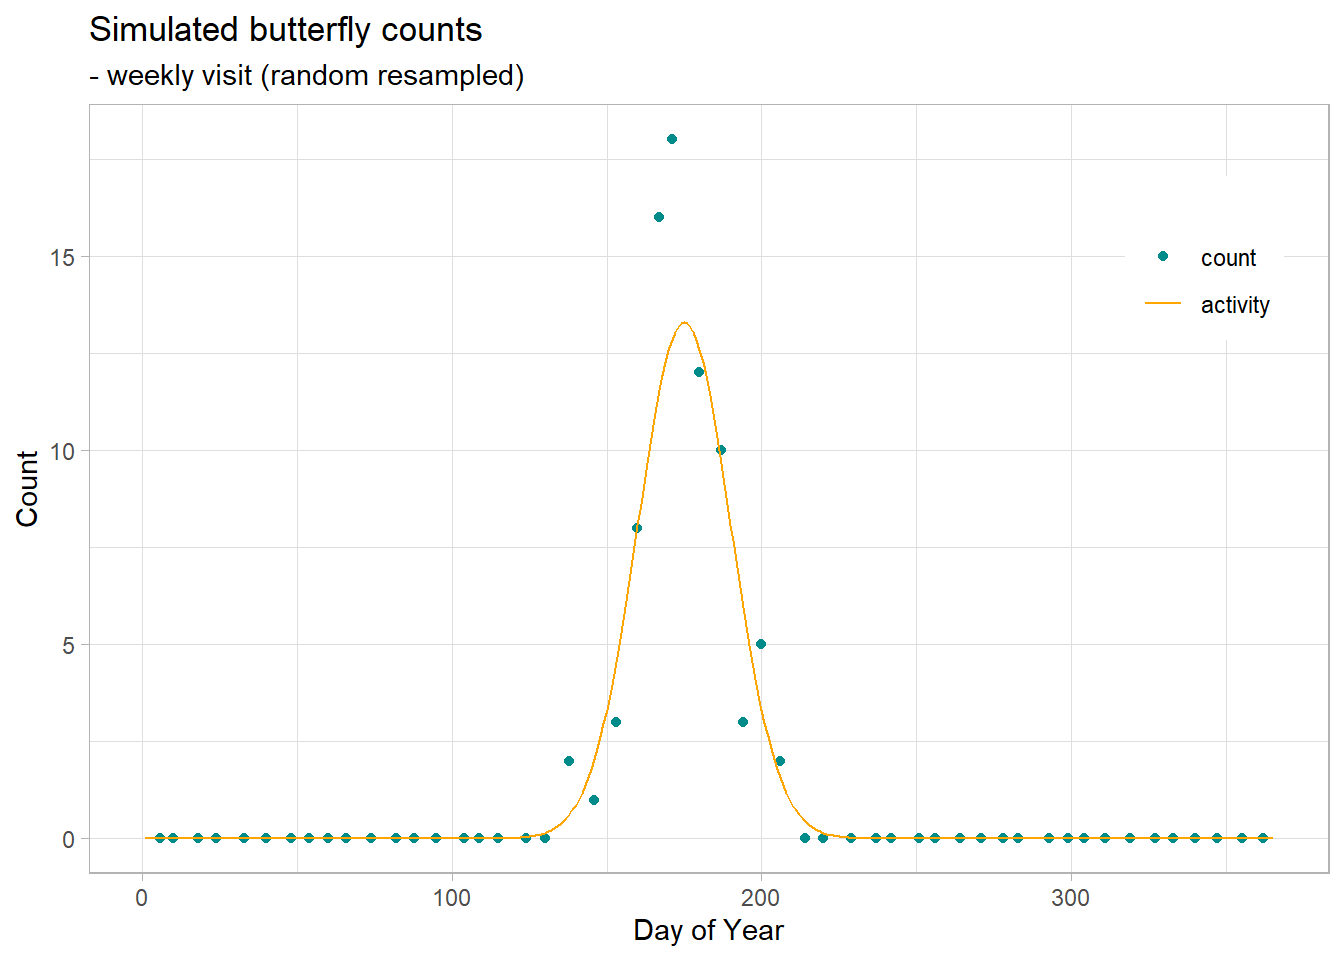 Simulated butterfly counts
- weekly visit (random resampled)
15
10
5
0
Count
count
activity
0 100 200 300
Day of Year